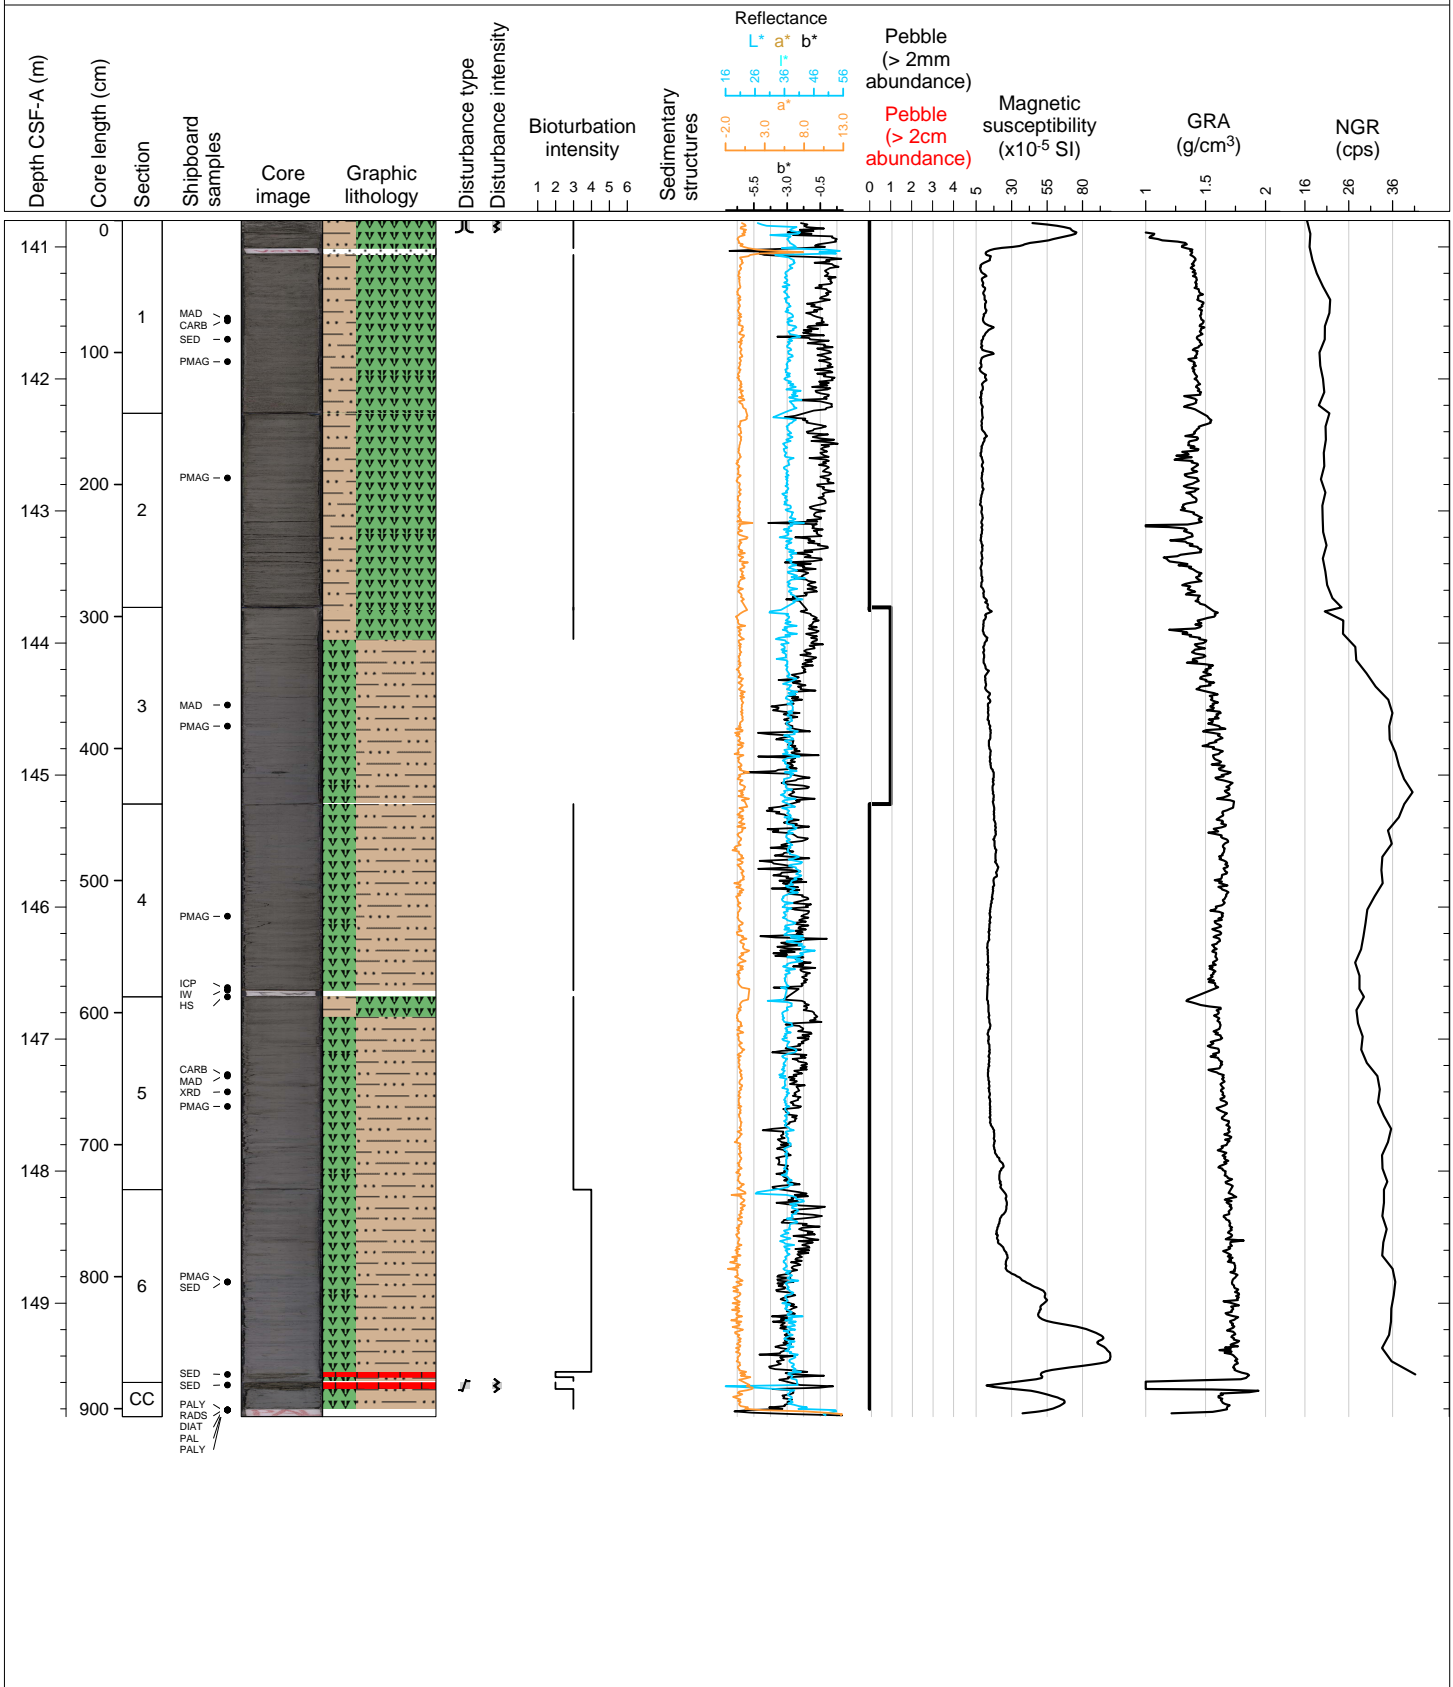 Depth CSF-A (m)
Core length (cm)
Section
Shipboard
samples
Core
image
Graphic
lithology
Disturbance type
Disturbance intensity
Bioturbation
intensity
1 2 3 4 5 6
Sedimentary
structures
Reflectance
L* a* b*
L*
16 26 36 46 56
a*
-2.0 3.0 8.0 13.0
b*
-5.5 -3.0 -0.5
Pebble
(> 2mm
abundance)
Pebble
(> 2cm
abundance)
0 1 2 3 4 5
Magnetic
susceptibility
(x10-5 SI)
5 30 55 80
GRA
(g/cm3)
1 1.5 2
NGR
(cps)
16 26 36
141
142
143
144
145
146
147
148
149
0
100
200
300
400
500
600
700
800
900
1
2
3
4
5
6
CC
MAD
CARB
SED
PMAG
PMAG
MAD
PMAG
PMAG
ICP
IW
HS
CARB
MAD
XRD
PMAG
PMAG
SED
SED
SED
PALY
RADS
DIAT
PAL
PALY